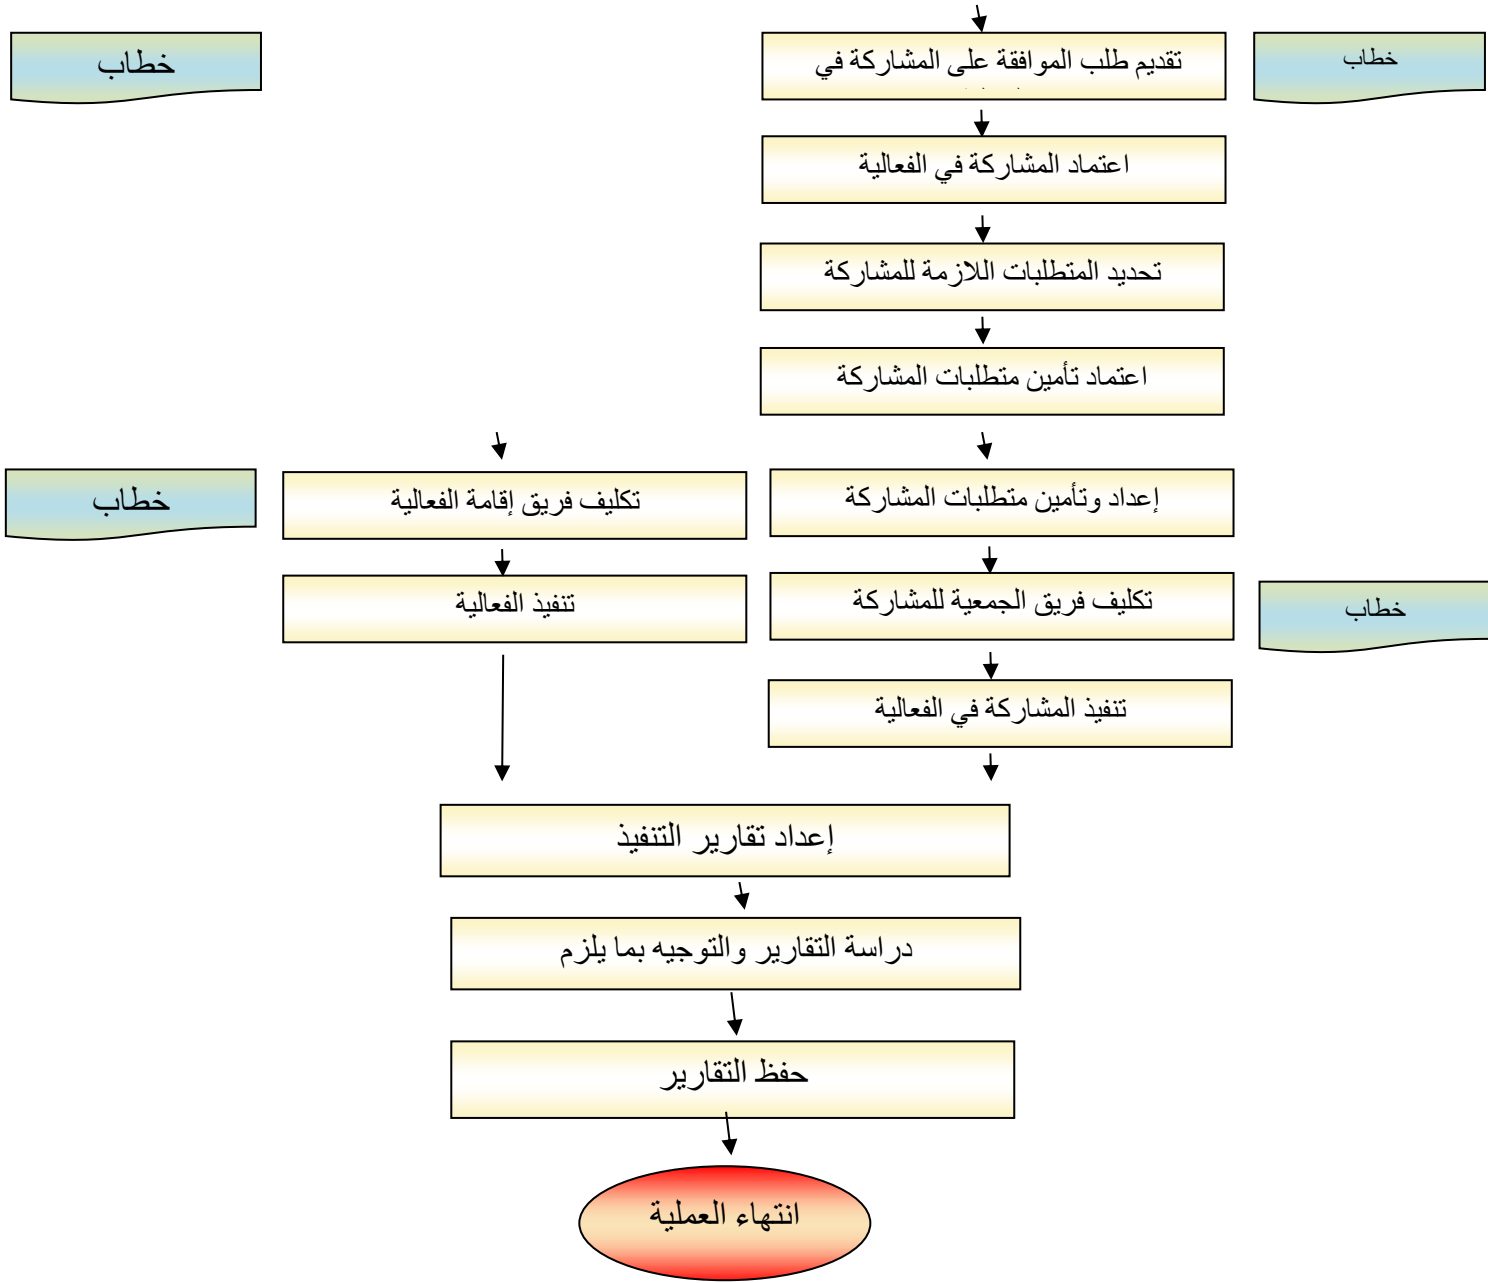 خطاب
تقديم طلب الموافقة على المشاركة في
خطاب
اعتماد المشاركة في الفعالية
تحديد المتطلبات اللازمة للمشاركة
اعتماد تأمين متطلبات المشاركة
إعداد وتأمين متطلبات المشاركة
تكليف فريق إقامة الفعالية
خطاب
خطاب
تكليف فريق الجمعية للمشاركة
تنفيذ الفعالية
تنفيذ المشاركة في الفعالية
إعداد تقارير التنفيذ
دراسة التقارير والتوجيه بما يلزم
حفظ التقارير
انتهاء العملية